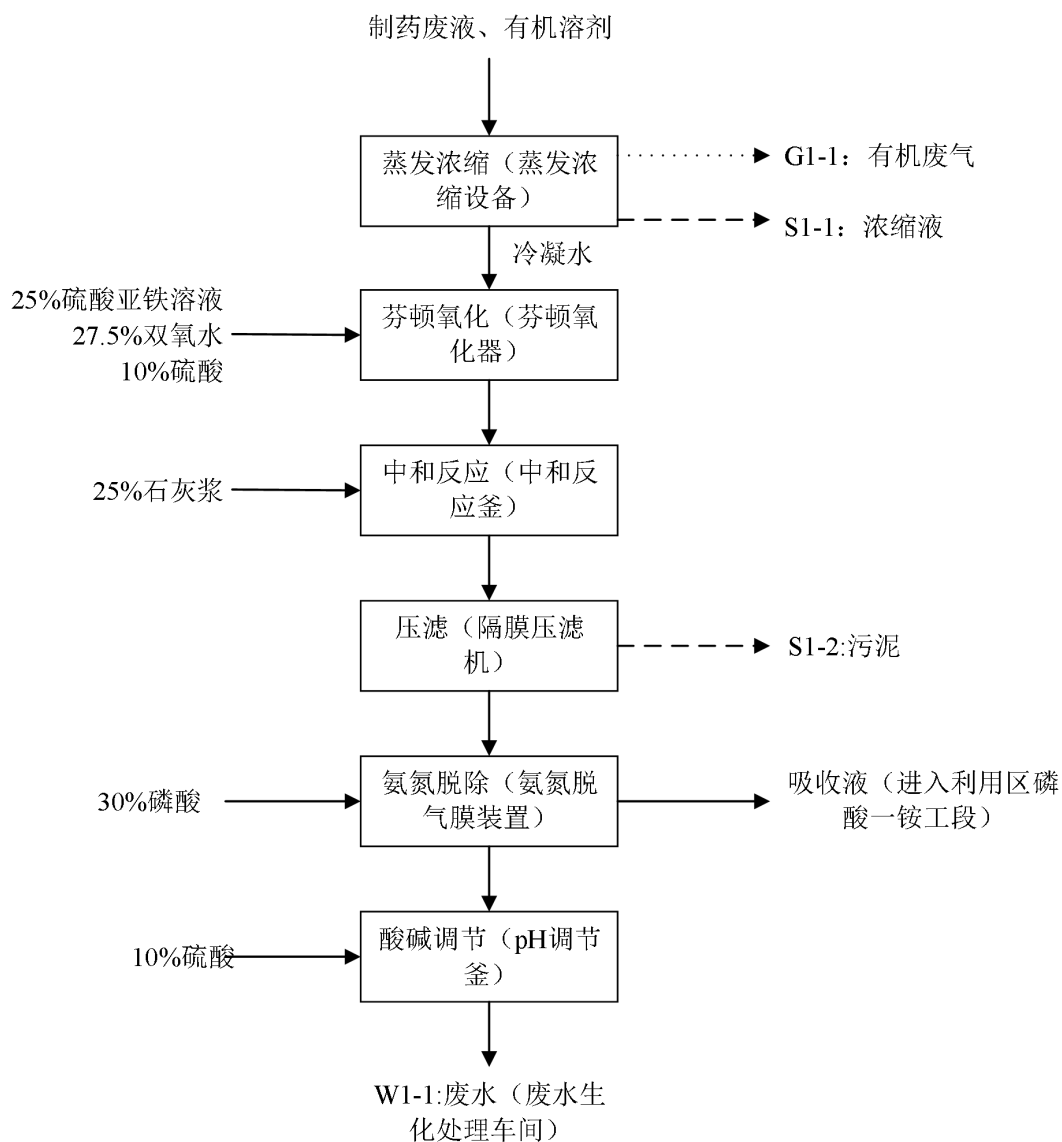 制药废液、有机溶剂
蒸发浓缩（蒸发浓
缩设备）
G1-1：有机废气
S1-1：浓缩液
冷凝水
25%硫酸亚铁溶液
27.5%双氧水
10%硫酸
芬顿氧化（芬顿氧
化器）
25%石灰浆
中和反应（中和反
应釜）
压滤（隔膜压滤
机）
S1-2:污泥
30%磷酸
氨氮脱除（氨氮脱
气膜装置）
吸收液（进入利用区磷
酸一铵工段）
10%硫酸
酸碱调节（pH调节
釜）
W1-1:废水（废水生
化处理车间）